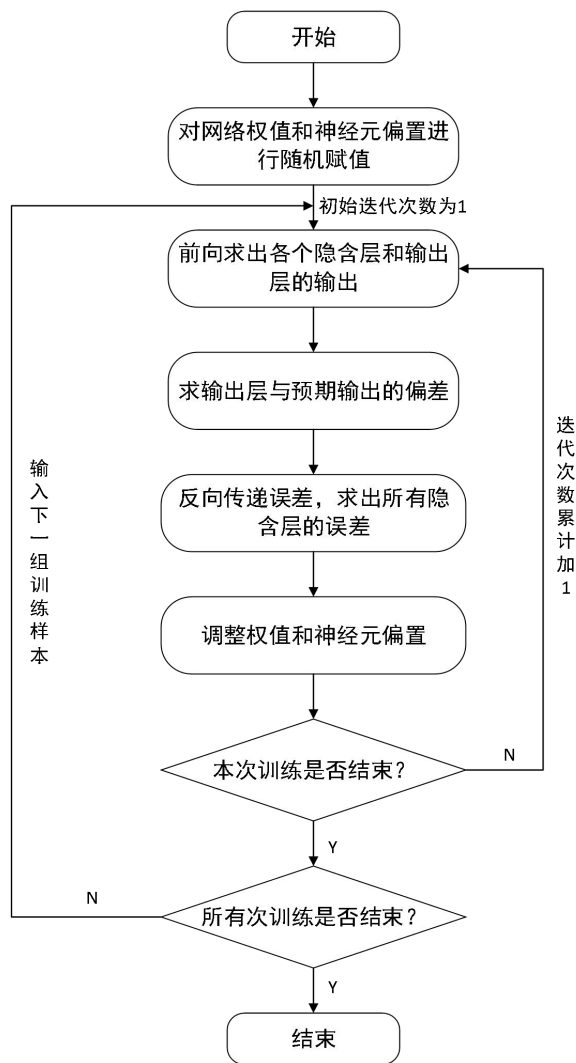 开始
对网络权值和神经元偏置进
行随机赋值
初始迭代次数为1
前向求出各个隐含层和输出
层的输出
求输出层与预期输出的偏差
反向传递误差，求出所有隐
含层的误差
调整权值和神经元偏置
本次训练是否结束？
N
迭代次数累计加1
Y
所有次训练是否结束？
N
输入下一组训练样本
Y
结束